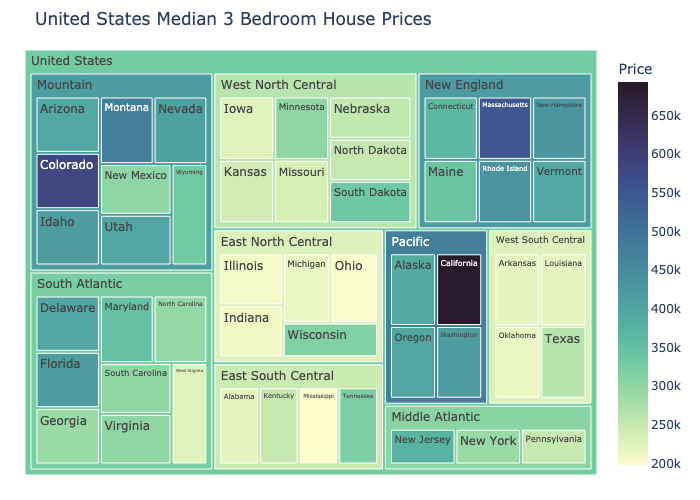 United States Median 3 Bedroom House Prices
United States
Mountain
Arizona
Montana
Nevada
Colorado
New Mexico
Wyoming
Idaho
Utah
West North Central
Iowa
Minnesota
Nebraska
North Dakota
Kansas
Missouri
South Dakota
New England
Connecticut
Massachusetts
New Hampshire
Maine
Rhode Island
Vermont
South Atlantic
Delaware
Maryland
North Carolina
Florida
South Carolina
West Virginia
Georgia
Virginia
East North Central
Illinois
Michigan
Ohio
Indiana
Wisconsin
East South Central
Alabama
Kentucky
Mississippi
Tennessee
Pacific
Alaska
California
Oregon
Washington
West South Central
Arkansas
Louisiana
Oklahoma
Texas
Middle Atlantic
New Jersey
New York
Pennsylvania
Price
650k
600k
550k
500k
450k
400k
350k
300k
250k
200k